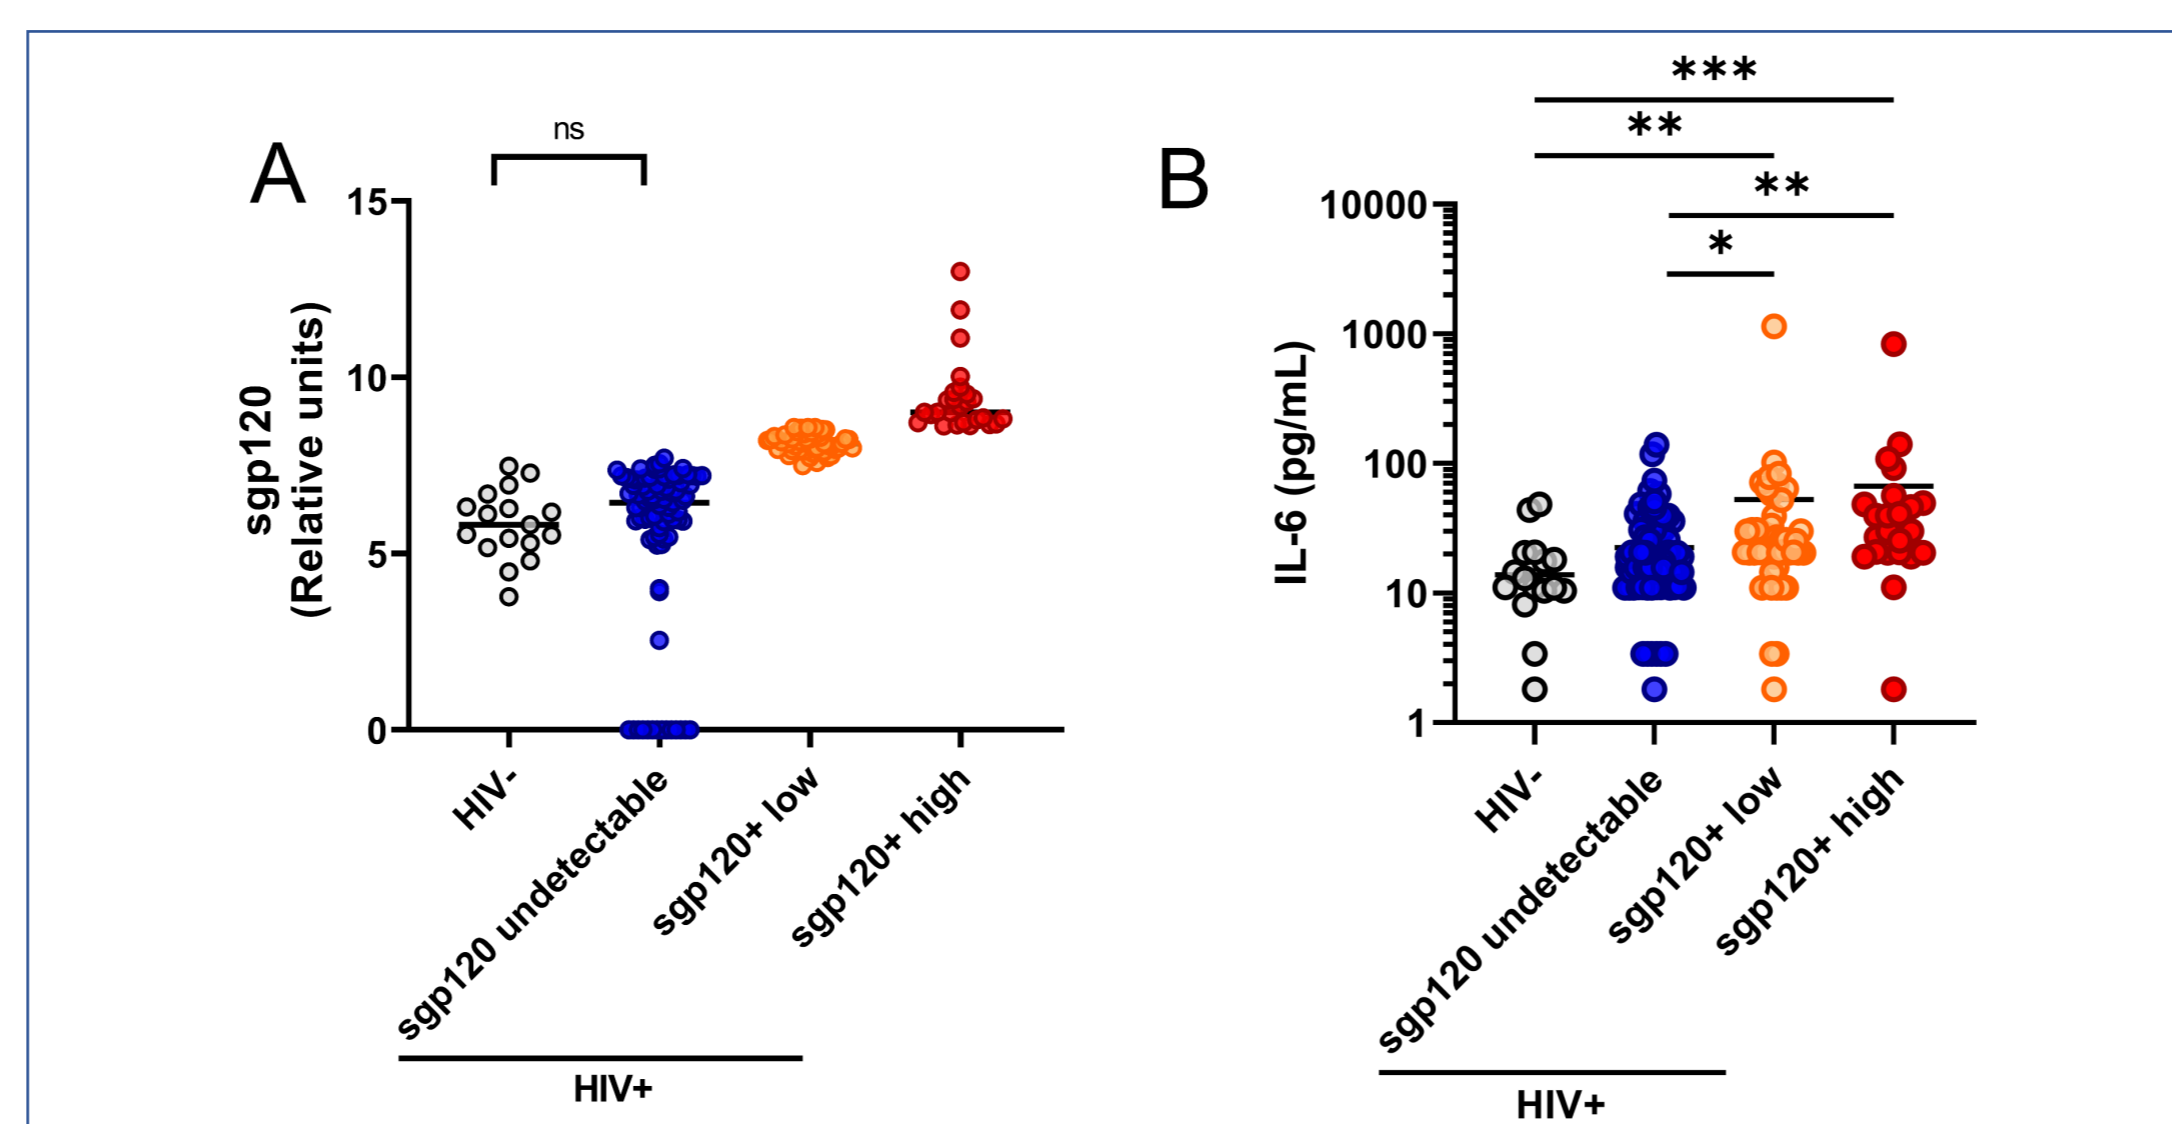 A
ns
sgp120
(Relative units)
15
10
5
0
HIV-
sgp120 undetectable
sgp120+ low
sgp120+ high
HIV+
B
***
**
**
*
IL-6 (pg/mL)
10000
1000
100
10
1
HIV-
sgp120 undetectable
sgp120+ low
sgp120+ high
HIV+